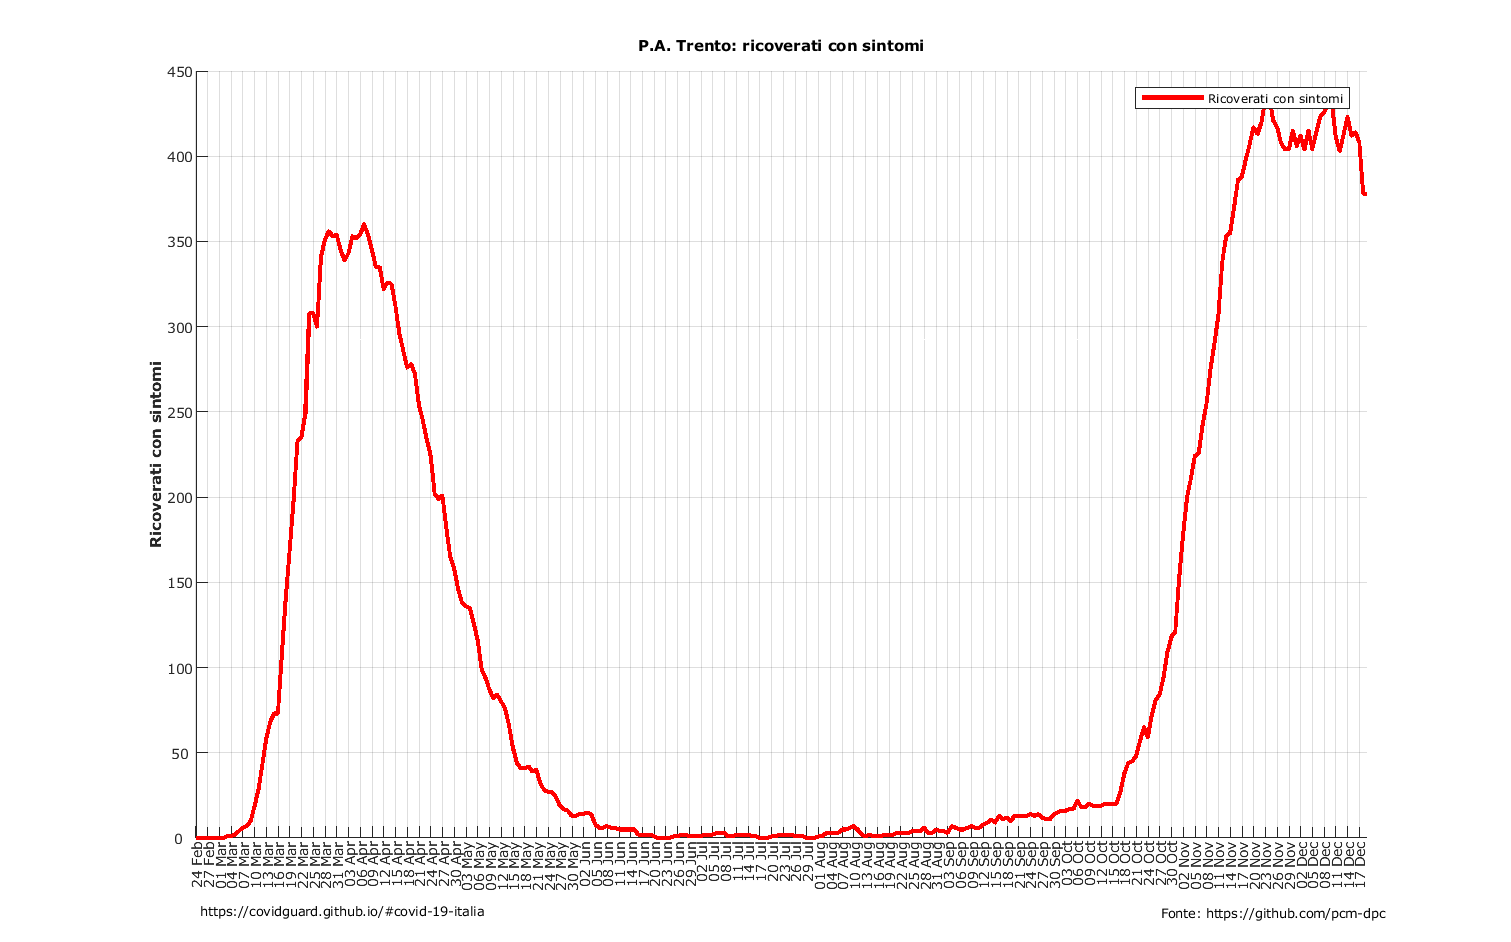 P.A. Trento: ricoverati con sintomi
Ricoverati con sintomi
450
400
350
300
250
200
150
100
50
0
Ricoverati con sintomi
24 Feb
27 Feb
01 Mar
04 Mar
07 Mar
10 Mar
13 Mar
16 Mar
19 Mar
22 Mar
25 Mar
28 Mar
31 Mar
03 Apr
06 Apr
09 Apr
12 Apr
15 Apr
18 Apr
21 Apr
24 Apr
27 Apr
30 Apr
03 May
06 May
09 May
12 May
15 May
18 May
21 May
24 May
27 May
30 May
02 Jun
05 Jun
08 Jun
11 Jun
14 Jun
17 Jun
20 Jun
23 Jun
26 Jun
29 Jun
02 Jul
05 Jul
08 Jul
11 Jul
14 Jul
17 Jul
20 Jul
23 Jul
26 Jul
29 Jul
01 Aug
04 Aug
07 Aug
10 Aug
13 Aug
16 Aug
19 Aug
22 Aug
25 Aug
28 Aug
31 Aug
03 Sep
06 Sep
09 Sep
12 Sep
15 Sep
18 Sep
21 Sep
24 Sep
27 Sep
30 Sep
03 Oct
06 Oct
09 Oct
12 Oct
15 Oct
18 Oct
21 Oct
24 Oct
27 Oct
30 Oct
02 Nov
05 Nov
08 Nov
11 Nov
14 Nov
17 Nov
20 Nov
23 Nov
26 Nov
29 Nov
02 Dec
05 Dec
08 Dec
11 Dec
14 Dec
17 Dec
https://covidguard.github.io/#covid-19-italia
Fonte: https://github.com/pcm-dpc